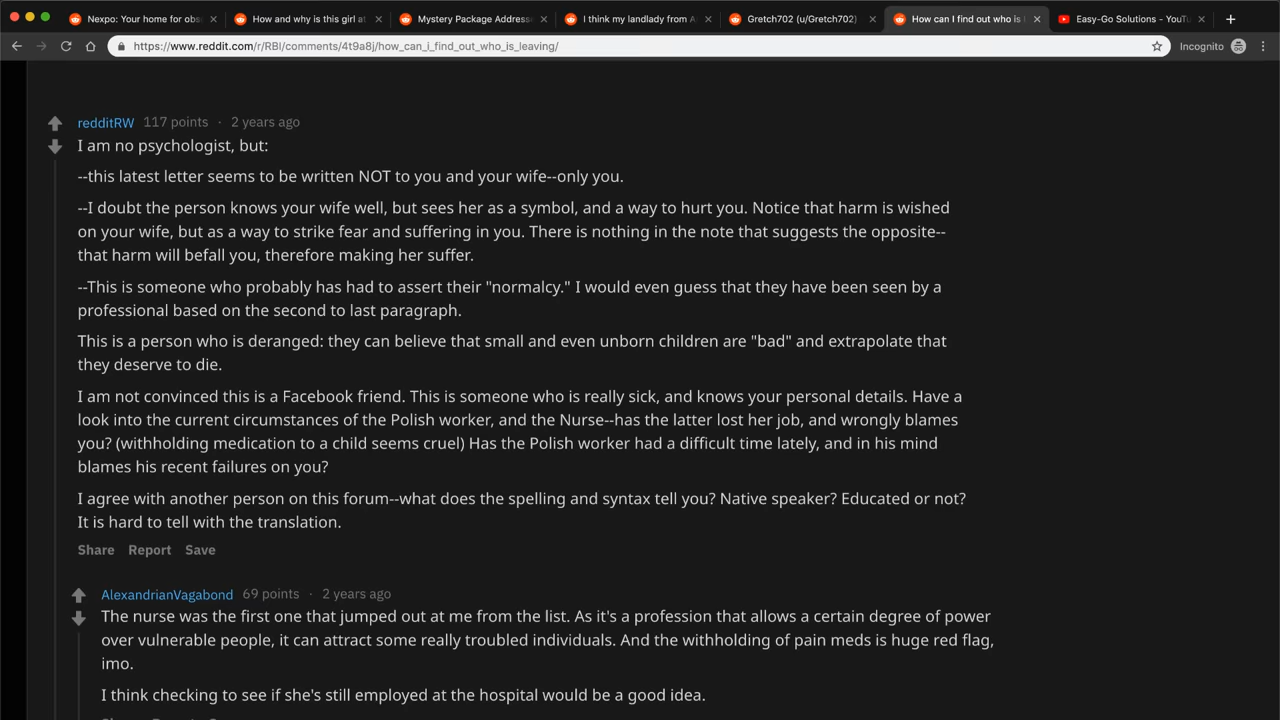 Nexpo: Your home for obs
How and why is this girl at
Mystery Package Address
I think my landlady from A
Gretch702 (u/Gretch702)
How can I find out who is
Easy-Go Solutions - YouTu
https://www.reddit.com/r/RBI/comments/4t9a8j/how_can_i_find_out_who_is_leaving/
Incognito
redditRW 117 points · 2 years ago
I am no psychologist, but:
--this latest letter seems to be written NOT to you and your wife--only you.
--I doubt the person knows your wife well, but sees her as a symbol, and a way to hurt you. Notice that harm is wished
on your wife, but as a way to strike fear and suffering in you. There is nothing in the note that suggests the opposite--
that harm will befall you, therefore making her suffer.
--This is someone who probably has had to assert their "normalcy." I would even guess that they have been seen by a
professional based on the second to last paragraph.
This is a person who is deranged: they can believe that small and even unborn children are "bad" and extrapolate that
they deserve to die.
I am not convinced this is a Facebook friend. This is someone who is really sick, and knows your personal details. Have a
look into the current circumstances of the Polish worker, and the Nurse--has the latter lost her job, and wrongly blames
you? (withholding medication to a child seems cruel) Has the Polish worker had a difficult time lately, and in his mind
blames his recent failures on you?
I agree with another person on this forum--what does the spelling and syntax tell you? Native speaker? Educated or not?
It is hard to tell with the translation.
Share Report Save
AlexandrianVagabond 69 points · 2 years ago
The nurse was the first one that jumped out at me from the list. As it's a profession that allows a certain degree of power
over vulnerable people, it can attract some really troubled individuals. And the withholding of pain meds is huge red flag,
imo.
I think checking to see if she's still employed at the hospital would be a good idea.